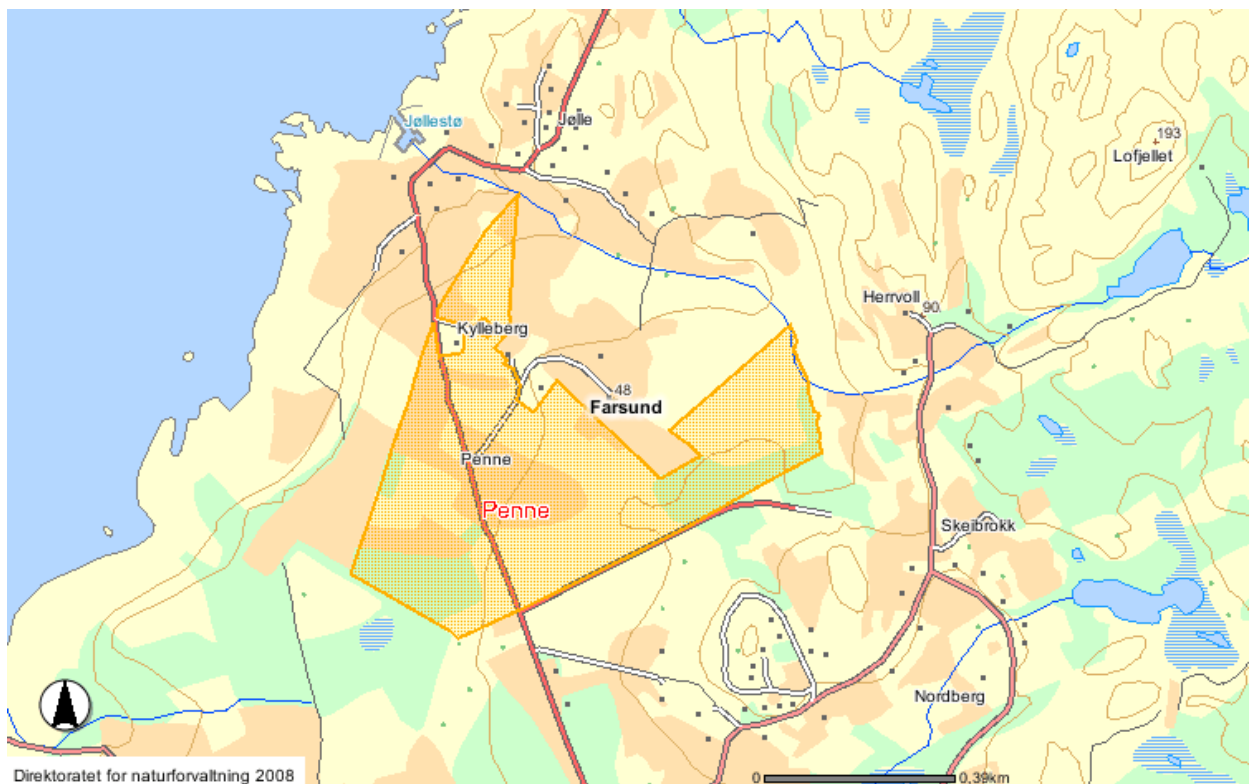 Jøllestø
Jølle
193
Lofjellet
Herrvoll
90
Kylleberg
48
Farsund
Penne
Penne
Skeibrokk
Nordberg
0
0.39km
Direktoratet for naturforvaltning 2008